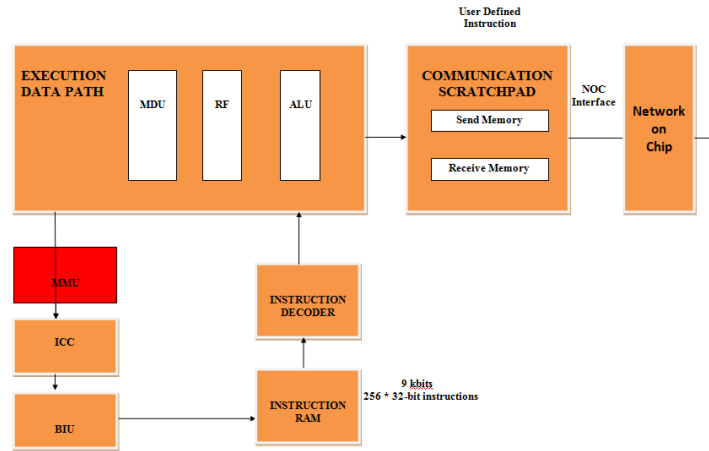 User Defined
Instruction
EXECUTION
DATA PATH
MDU
RF
ALU
COMMUNICATION
SCRATCHPAD
Send Memory
Receive Memory
NOC
Interface
Network
on
Chip
MMU
ICC
BIU
INSTRUCTION
DECODER
INSTRUCTION
RAM
9 kbits
256 * 32-bit instructions